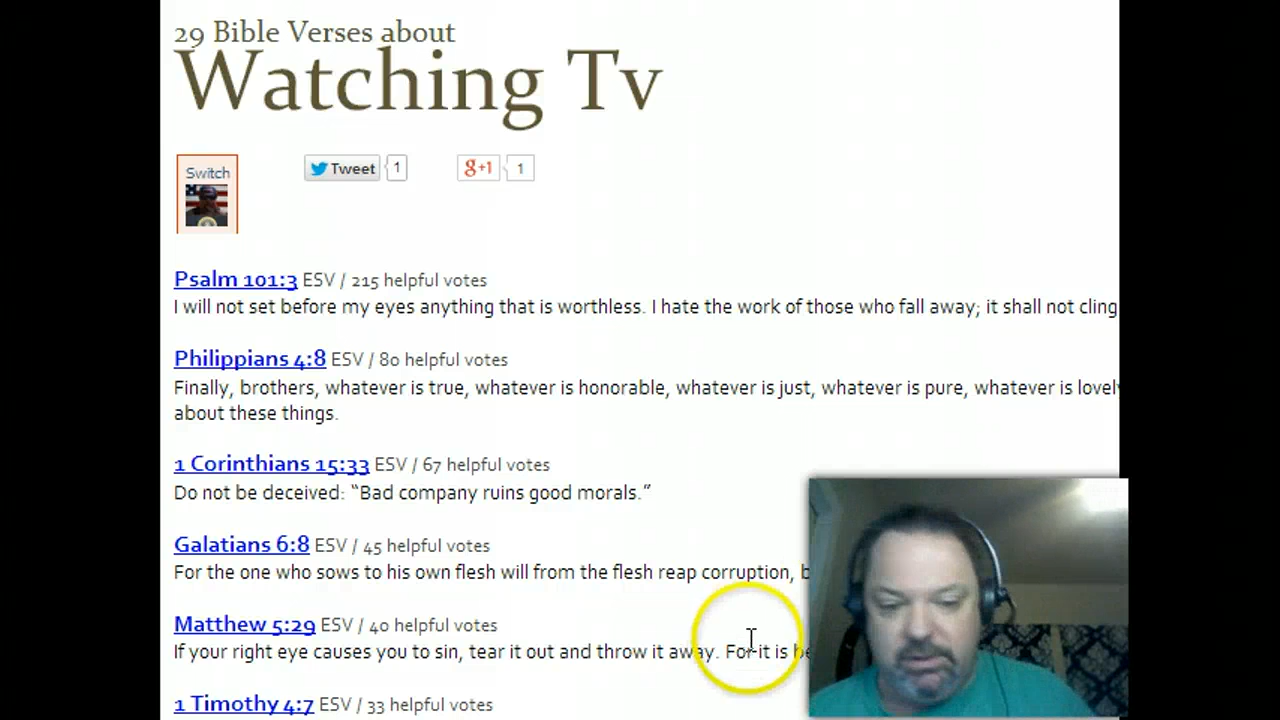 29 Bible Verses about
Watching Tv
Switch
Tweet 1
g+1 1
Psalm 101:3 ESV / 215 helpful votes
I will not set before my eyes anything that is worthless. I hate the work of those who fall away; it shall not cling
Philippians 4:8 ESV / 80 helpful votes
Finally, brothers, whatever is true, whatever is honorable, whatever is just, whatever is pure, whatever is lovel
about these things.
1 Corinthians 15:33 ESV / 67 helpful votes
Do not be deceived: “Bad company ruins good morals.”
Galatians 6:8 ESV / 45 helpful votes
For the one who sows to his own flesh will from the flesh reap corruption, b
Matthew 5:29 ESV / 40 helpful votes
If your right eye causes you to sin, tear it out and throw it away. For it is be
1 Timothy 4:7 ESV / 33 helpful votes